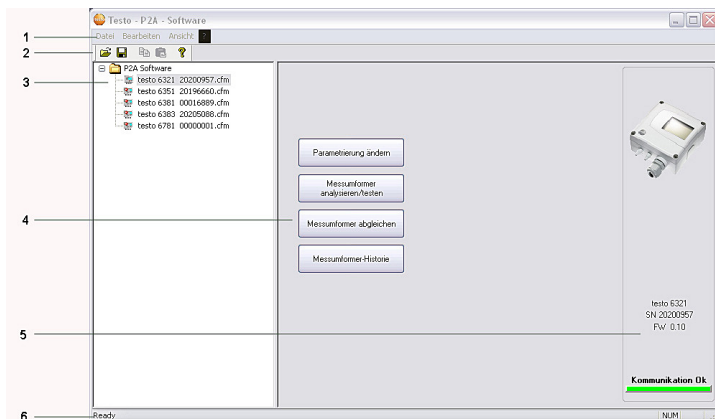 Testo - P2A - Software
1
Datei Bearbeiten Ansicht ?
2
P2A Software
3
testo 6321 20200957.cfm
testo 6351 20196660.cfm
testo 6381 00016889.cfm
testo 6383 20205088.cfm
testo 6781 00000001.cfm
Parametrierung ändern
Messumformer
analysieren/testen
4
Messumformer abgleichen
Messumformer-Historie
testo 6321
SN 20200957
5
FW 0.10
Kommunikation Ok
6
Ready
NUM